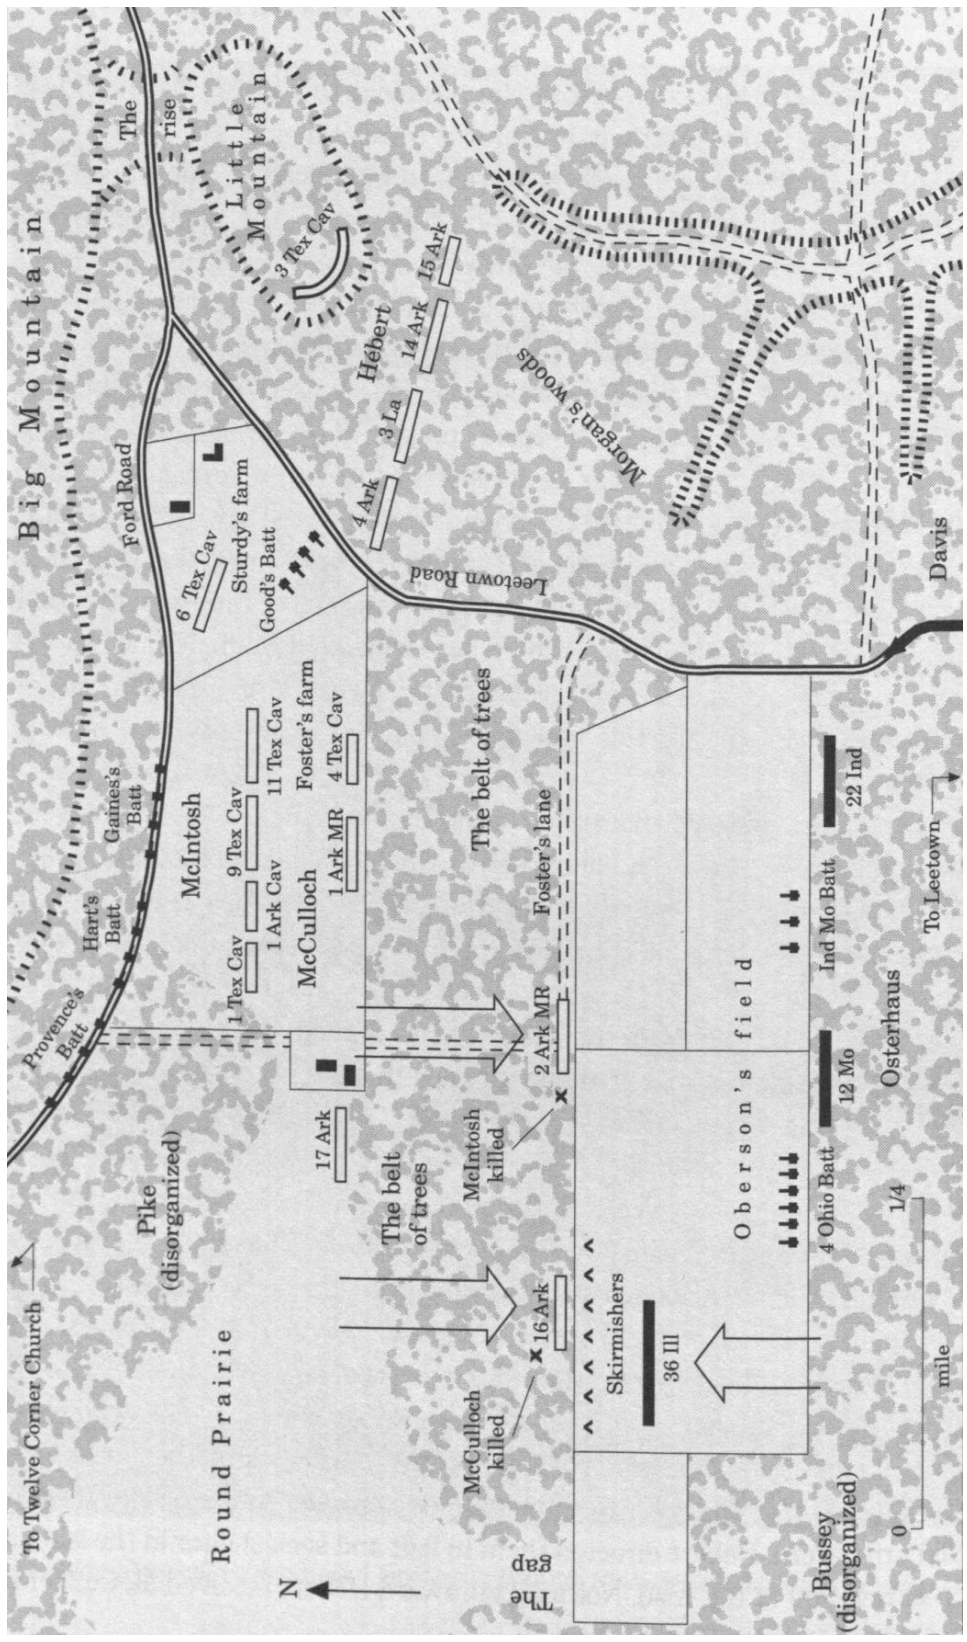 Big Mountain
The
rise
Little
Mountain
3 Tex Cav
15 Ark
14 Ark
Hébert
3 La
4 Ark
Morgan's woods
Ford Road
6 Tex Cav
Sturdy's farm
Good's Batt
Leetown Road
Davis
Gaines's
Batt
Hart's
Batt
Provence's
Batt
McIntosh
11 Tex Cav
9 Tex Cav
1 Ark Cav
1 Tex Cav
Foster's farm
4 Tex Cav
1 Ark MR
McCulloch
The belt of trees
Foster's lane
2 Ark MR
McIntosh
killed
17 Ark
The belt
of trees
Pike
(disorganized)
To Twelve Corner Church
Round Prairie
16 Ark
McCulloch
killed
Skirmishers
36 Ill
Oberson's field
4 Ohio Batt
12 Mo
Ind Mo Batt
22 Ind
Osterhaus
To Leetown
Bussey
(disorganized)
The
gap
N
0
1/4
mile